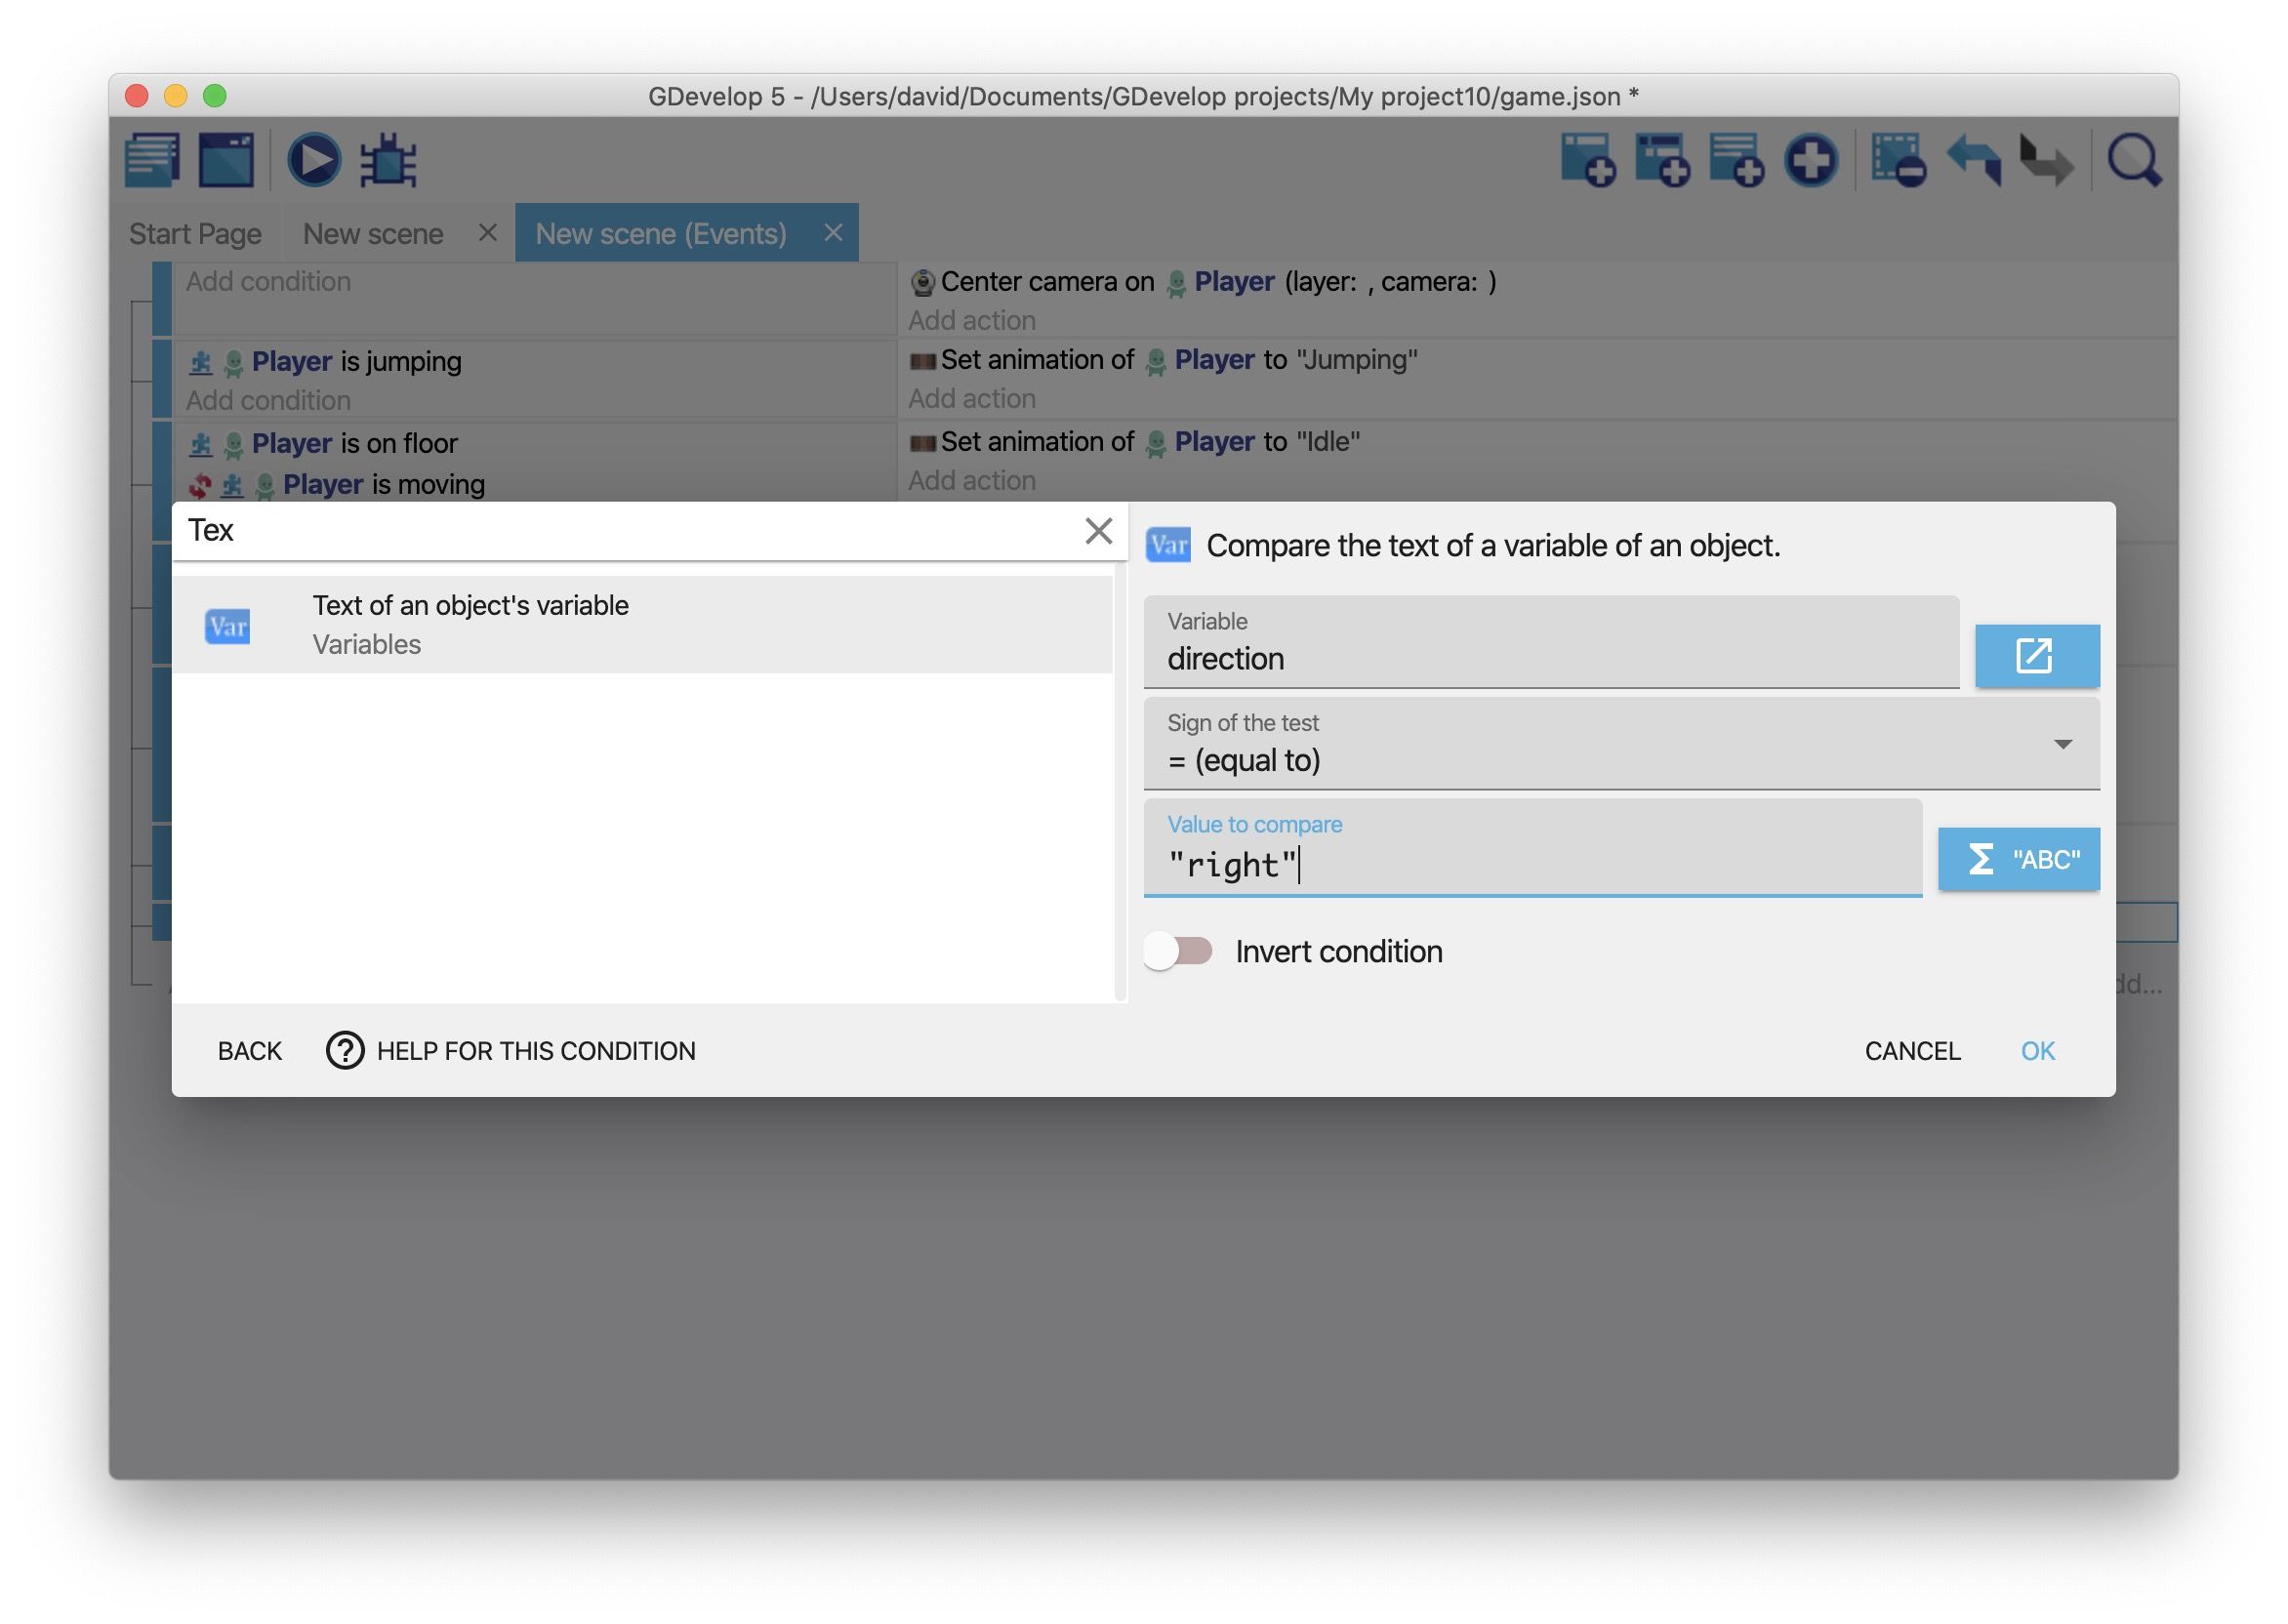 GDevelop 5 - /Users/david/Documents/GDevelop projects/My project10/game.json *
Start Page
New scene
New scene (Events)
Add condition
Center camera on Player (layer: , camera: )
Add action
Player is jumping
Set animation of Player to "Jumping"
Add condition
Add action
Player is on floor
Set animation of Player to "Idle"
Player is moving
Add action
Tex
Var
Text of an object's variable
Variables
Var Compare the text of a variable of an object.
Variable
direction
Sign of the test
= (equal to)
Value to compare
"right"
Σ "ABC"
Invert condition
BACK
? HELP FOR THIS CONDITION
CANCEL
OK